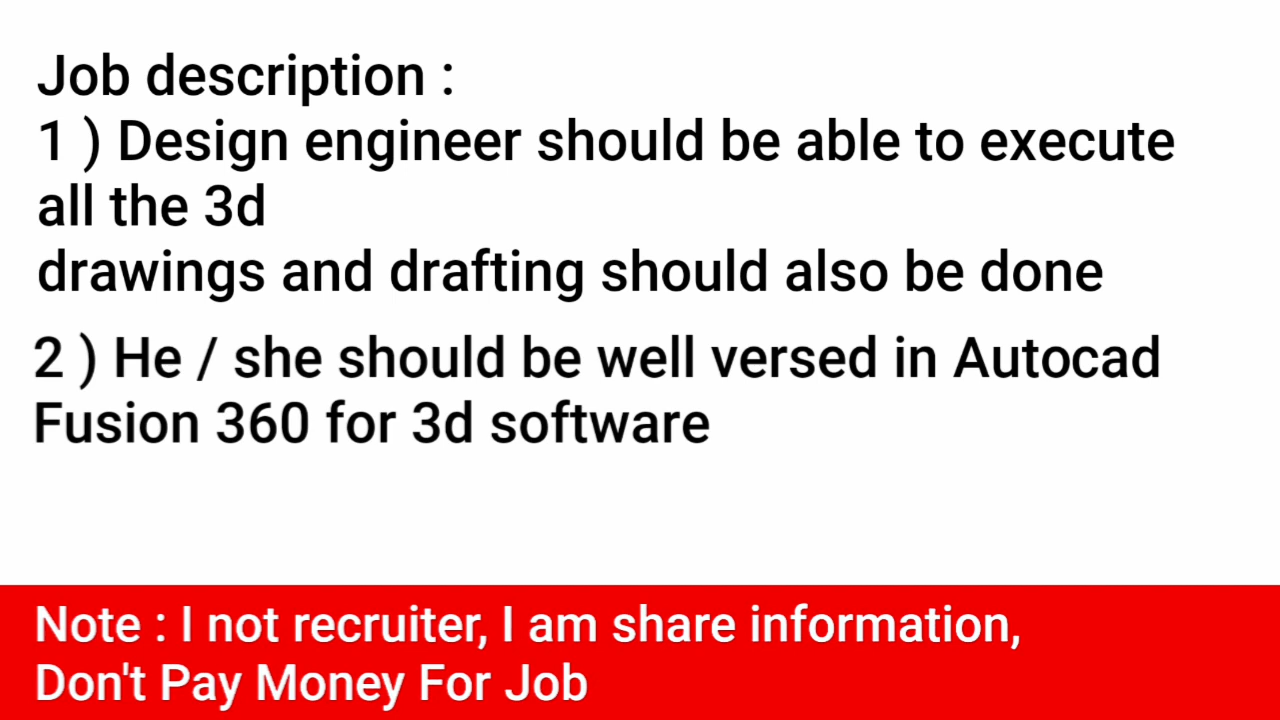 Job description :
1 ) Design engineer should be able to execute
all the 3d
drawings and drafting should also be done
2 ) He / she should be well versed in Autocad
Fusion 360 for 3d software
Note : I not recruiter, I am share information,
Don't Pay Money For Job